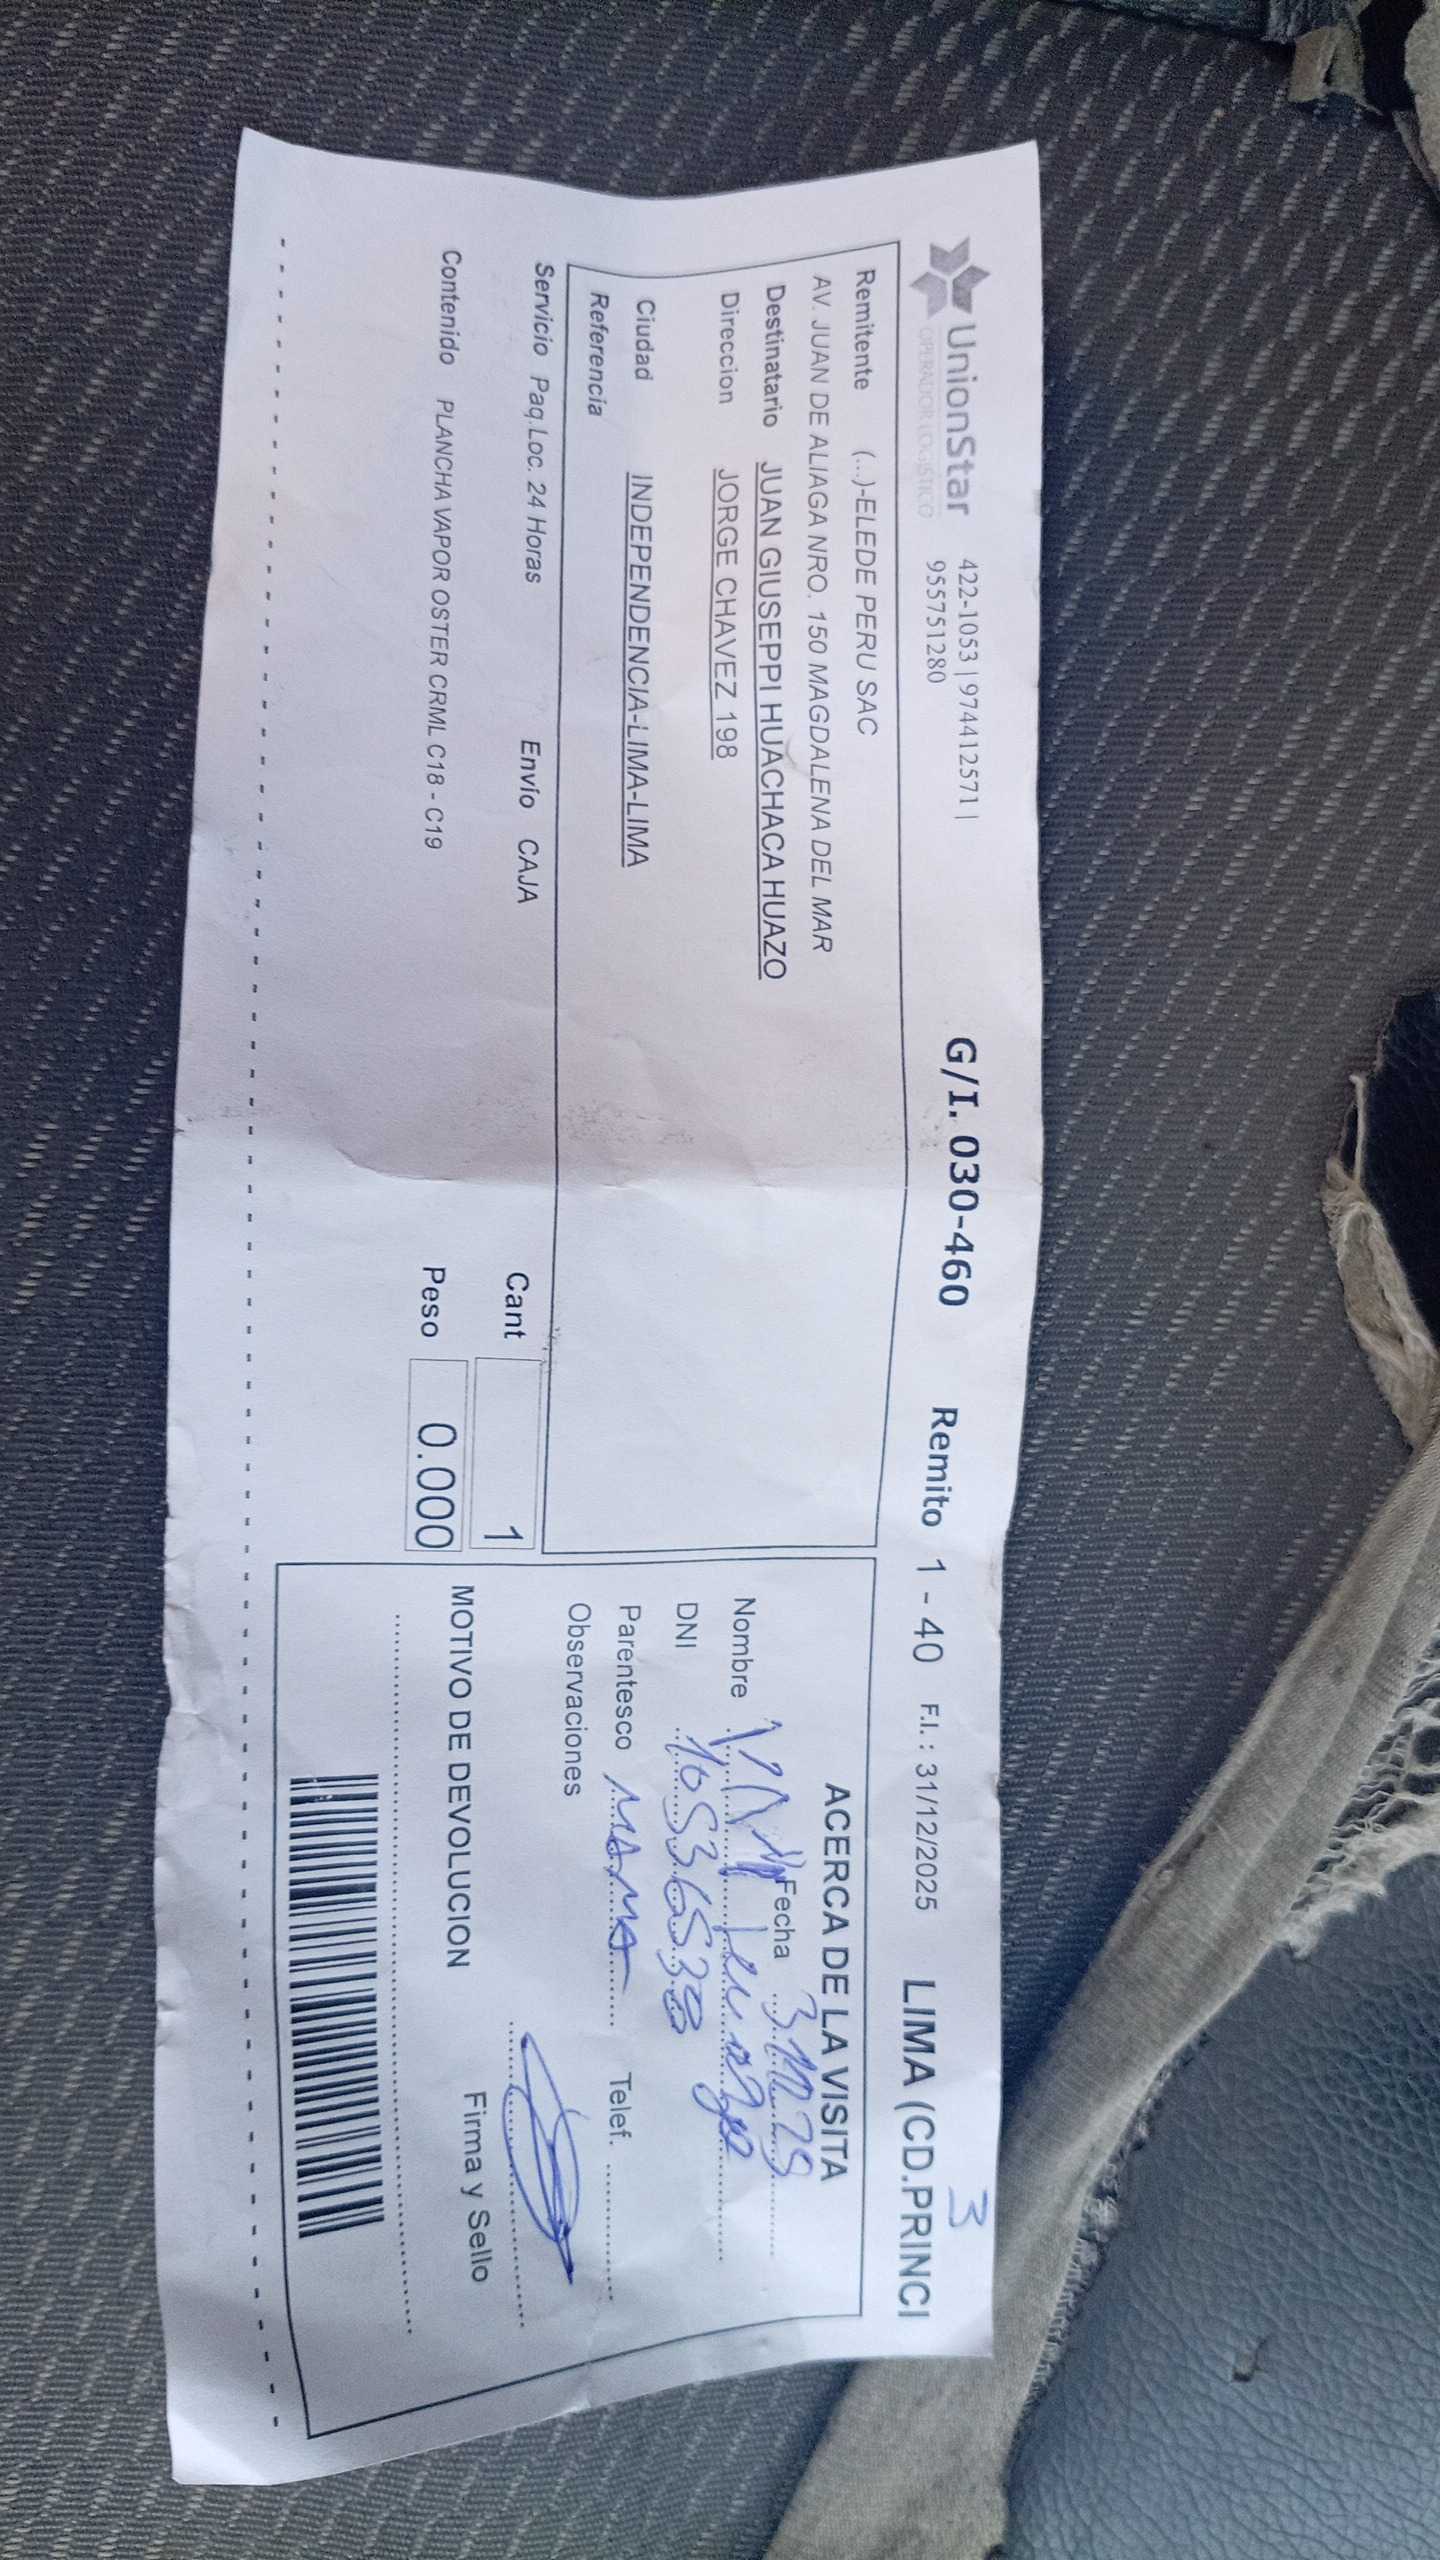 UnionStar
OPERADOR LOGISTICO
422-1053 | 974412571 |
955751280
G/I. 030-460
Remito 1 - 40
F.I. : 31/12/2025
LIMA (CD.PRINCI
3
Remitente (...)-ELEDE PERU SAC
AV. JUAN DE ALIAGA NRO. 150 MAGDALENA DEL MAR
Destinatario JUAN GIUSEPPI HUACHACA HUAZO
Direccion JORGE CHAVEZ 198
Ciudad INDEPENDENCIA-LIMA-LIMA
Referencia
Servicio Paq.Loc. 24 Horas
Envío CAJA
Cant 1
Contenido PLANCHA VAPOR OSTER CRML C18 - C19
Peso 0.000
ACERCA DE LA VISITA
Fecha
Nombre
DNI 10536538
Parentesco MAMA Telef.
Observaciones
MOTIVO DE DEVOLUCION
Firma y Sello